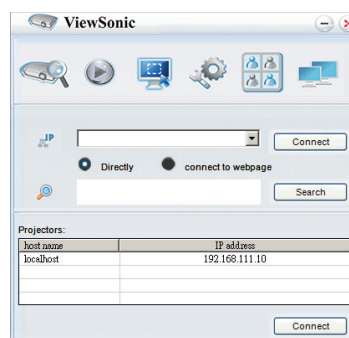 ViewSonic
IP
Connect
Directly connect to webpage
Search
Projectors:
host name IP address
localhost 192.168.111.10
Connect